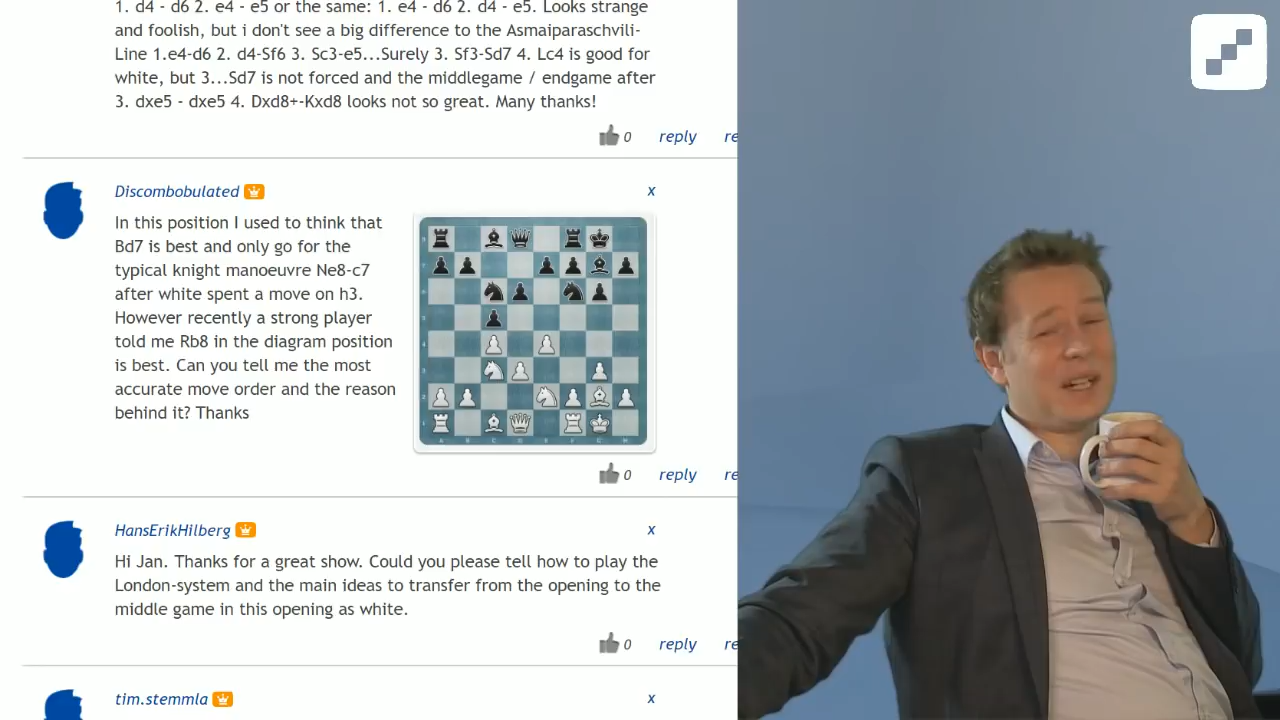 1. d4 - d6 2. e4 - e5 or the same: 1. e4 - d6 2. d4 - e5. Looks strange
and foolish, but i don't see a big difference to the Asmaiparaschvili-
Line 1.e4-d6 2. d4-Sf6 3. Sc3-e5...Surely 3. Sf3-Sd7 4. Lc4 is good for
white, but 3...Sd7 is not forced and the middlegame / endgame after
3. dxe5 - dxe5 4. Dxd8+-Kxd8 looks not so great. Many thanks!
0 reply re
Discombobulated x
In this position I used to think that
Bd7 is best and only go for the
typical knight manoeuvre Ne8-c7
after white spent a move on h3.
However recently a strong player
told me Rb8 in the diagram position
is best. Can you tell me the most
accurate move order and the reason
behind it? Thanks
0 reply re
HansErikHilberg x
Hi Jan. Thanks for a great show. Could you please tell how to play the
London-system and the main ideas to transfer from the opening to the
middle game in this opening as white.
0 reply re
tim.stemmla x